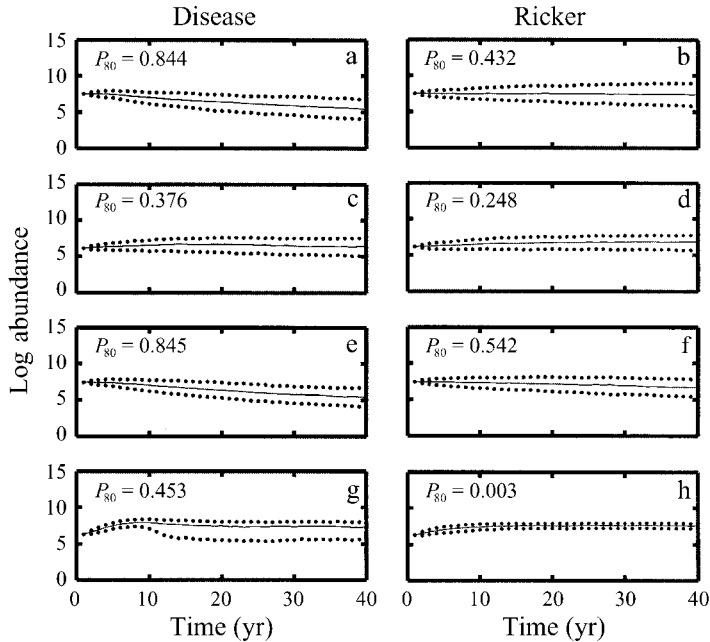 Disease Ricker
15
10
5
0
P80 = 0.844 a
P80 = 0.432 b
15
10
5
0
P80 = 0.376 c
P80 = 0.248 d
15
10
5
0
P80 = 0.845 e
P80 = 0.542 f
15
10
5
0
P80 = 0.453 g
P80 = 0.003 h
0 10 20 30 40
0 10 20 30 40
Time (yr) Time (yr)
Log abundance